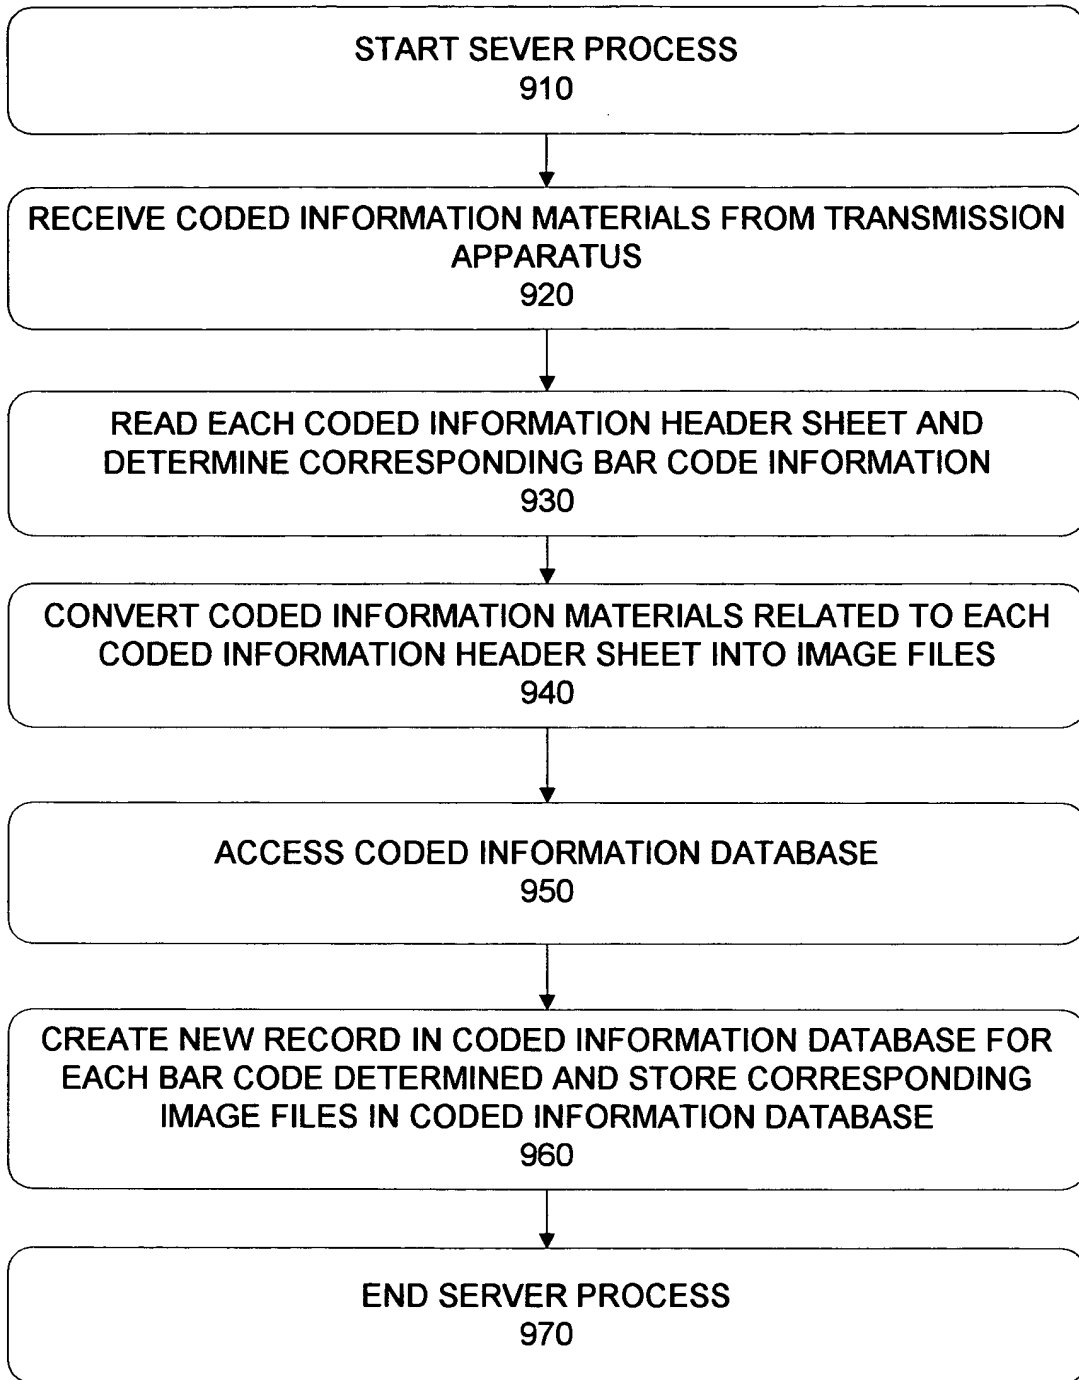 START SEVER PROCESS
910
RECEIVE CODED INFORMATION MATERIALS FROM TRANSMISSION
APPARATUS
920
READ EACH CODED INFORMATION HEADER SHEET AND
DETERMINE CORRESPONDING BAR CODE INFORMATION
930
CONVERT CODED INFORMATION MATERIALS RELATED TO EACH
CODED INFORMATION HEADER SHEET INTO IMAGE FILES
940
ACCESS CODED INFORMATION DATABASE
950
CREATE NEW RECORD IN CODED INFORMATION DATABASE FOR
EACH BAR CODE DETERMINED AND STORE CORRESPONDING
IMAGE FILES IN CODED INFORMATION DATABASE
960
END SERVER PROCESS
970